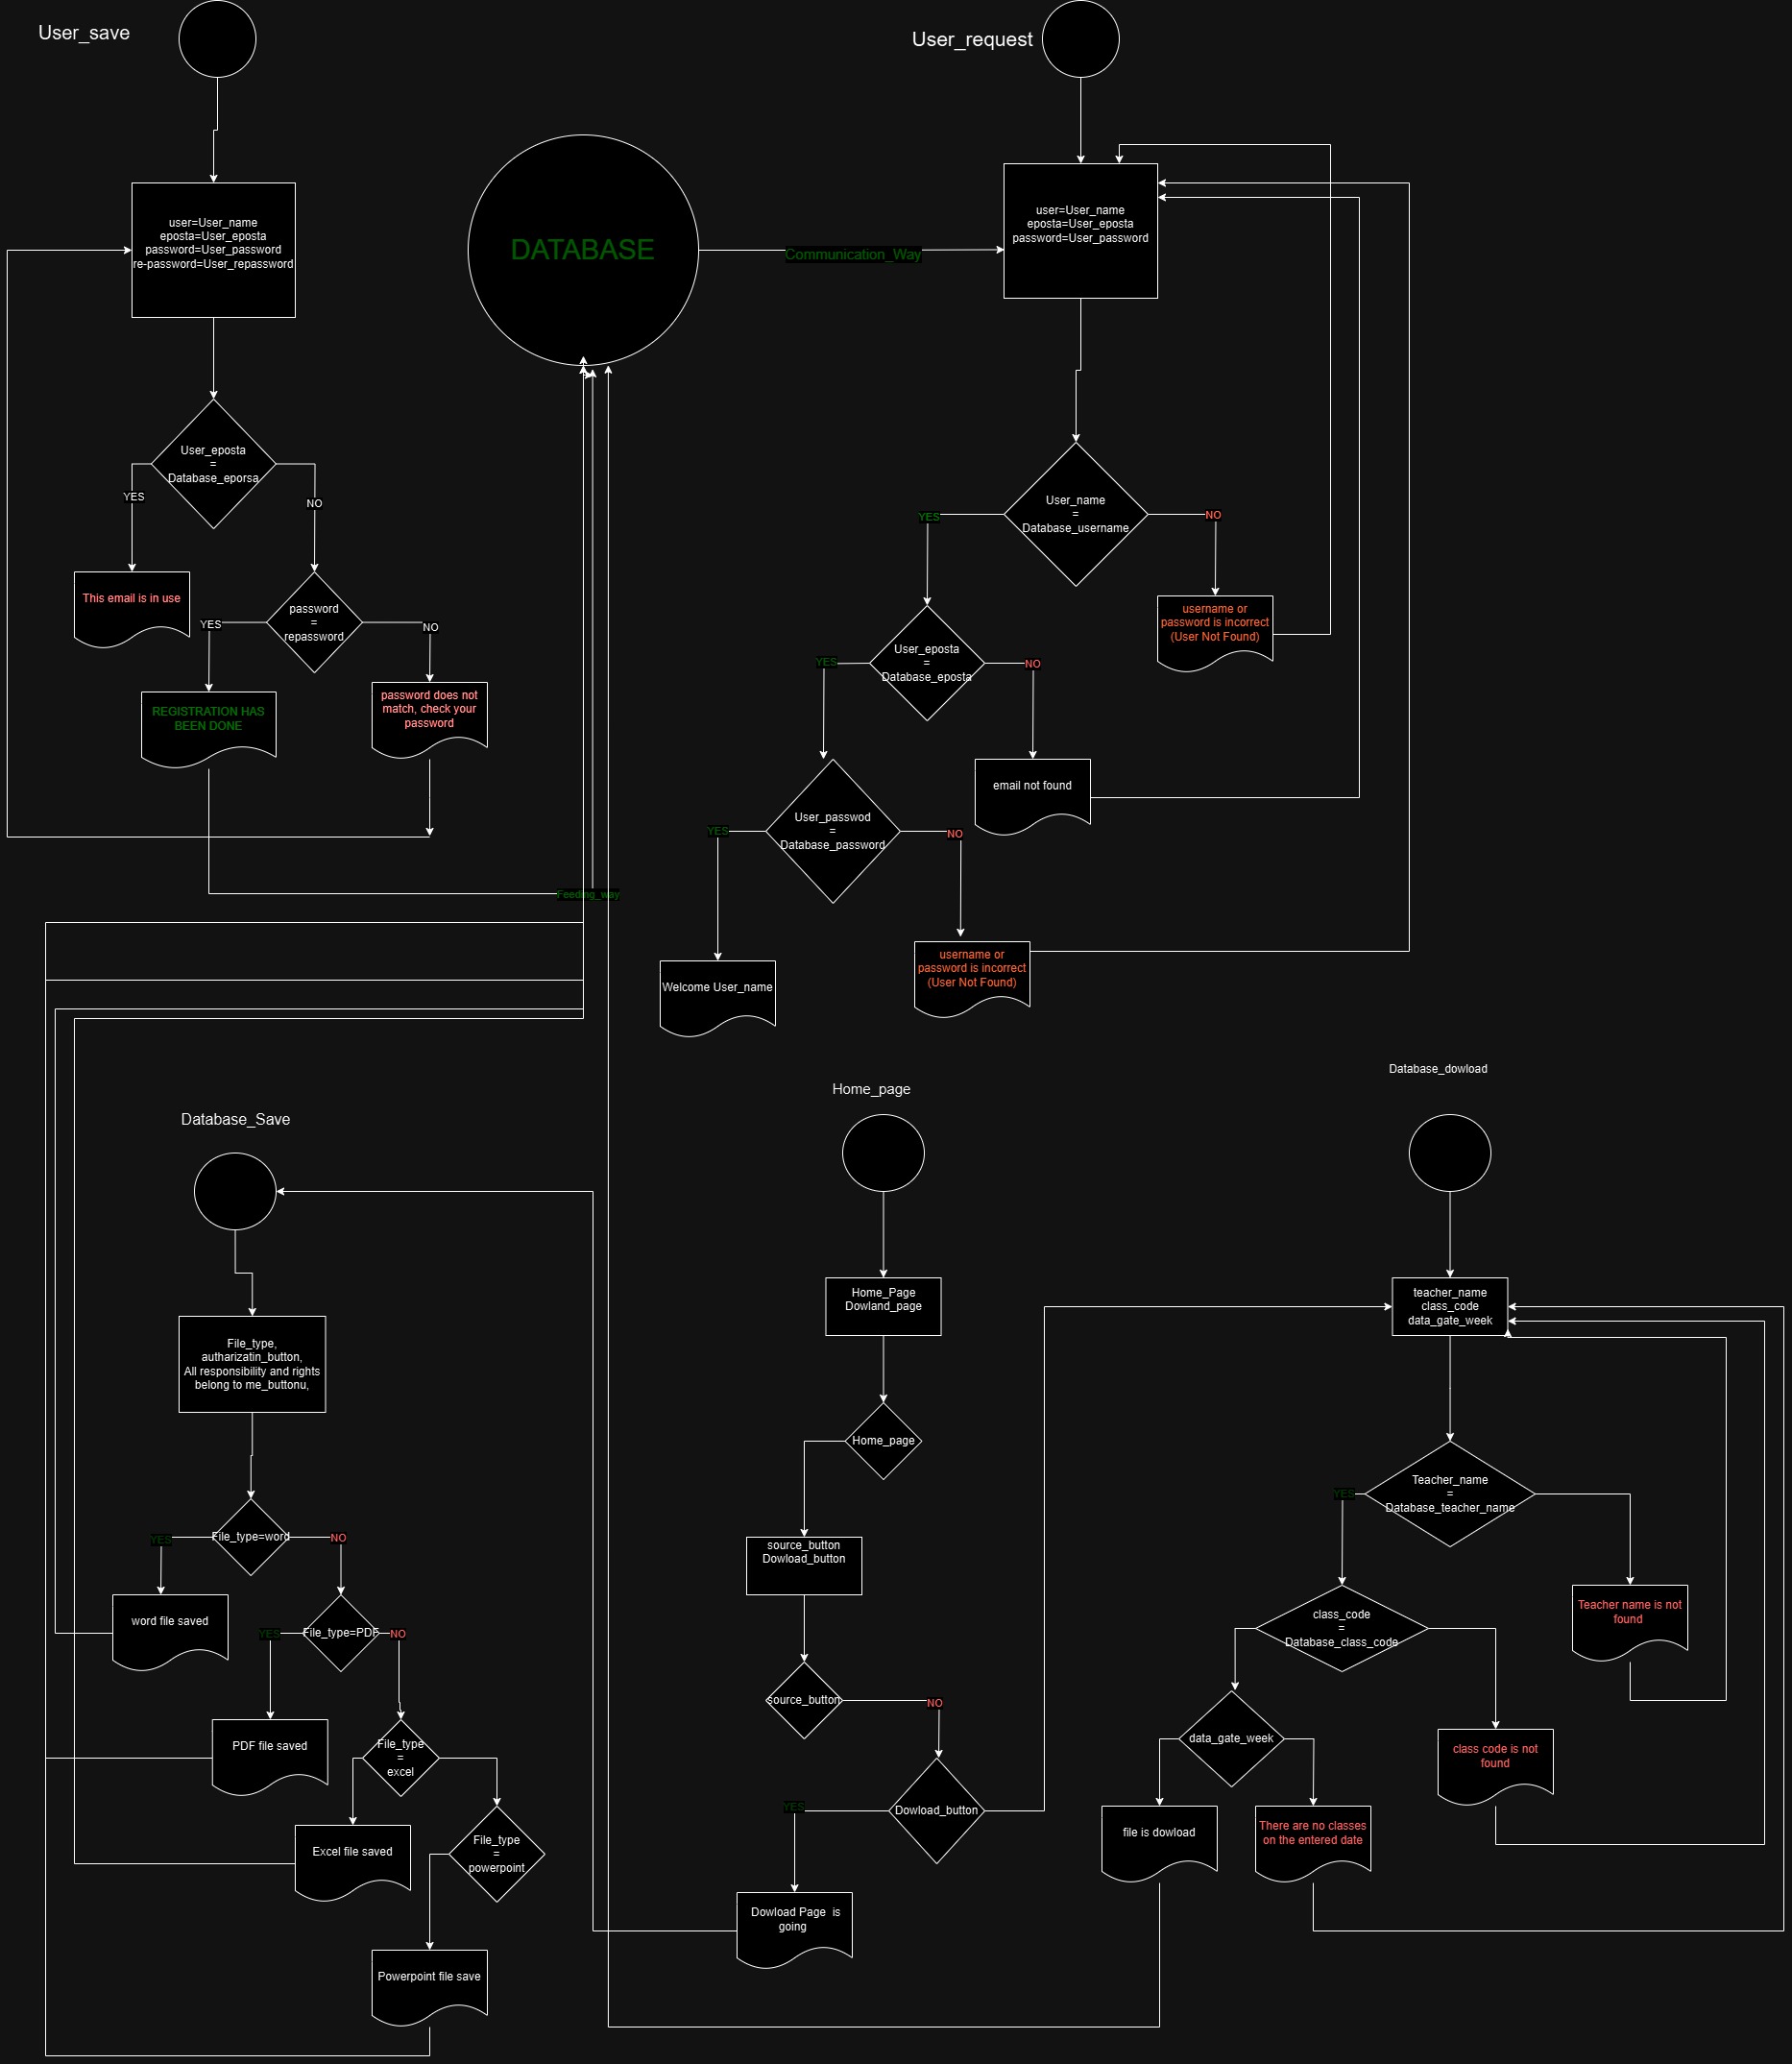 User_save
User_request
user=User_name
eposta=User_eposta
password=User_password
re-password=User_repassword
DATABASE
Communication_Way
user=User_name
eposta=User_eposta
password=User_password
User_eposta
=
Database_eporsa
YES
NO
This email is in use
password
=
repassword
YES
NO
REGISTRATION HAS
BEEN DONE
password does not
match, check your
password
Feeding_way
User_name
=
Database_username
YES
NO
username or
password is incorrect
(User Not Found)
User_eposta
=
Database_eposta
YES
NO
email not found
User_passwod
=
Database_password
YES
NO
Welcome User_name
username or
password is incorrect
(User Not Found)
Database_Save
File_type,
autharizatin_button,
All responsibility and rights
belong to me_buttonu,
File_type=word
YES
NO
word file saved
File_type=PDF
YES
NO
PDF file saved
File_type
=
excel
Excel file saved
File_type
=
powerpoint
Powerpoint file save
Home_page
Home_Page
Dowland_page
Home_page
source_button
Dowload_button
source_button
NO
Dowload_button
YES
Dowload Page  is
going
Database_dowload
teacher_name
class_code
data_gate_week
Teacher_name
=
Database_teacher_name
YES
Teacher name is not
found
class_code
=
Database_class_code
class code is not
found
data_gate_week
file is dowload
There are no classes
on the entered date